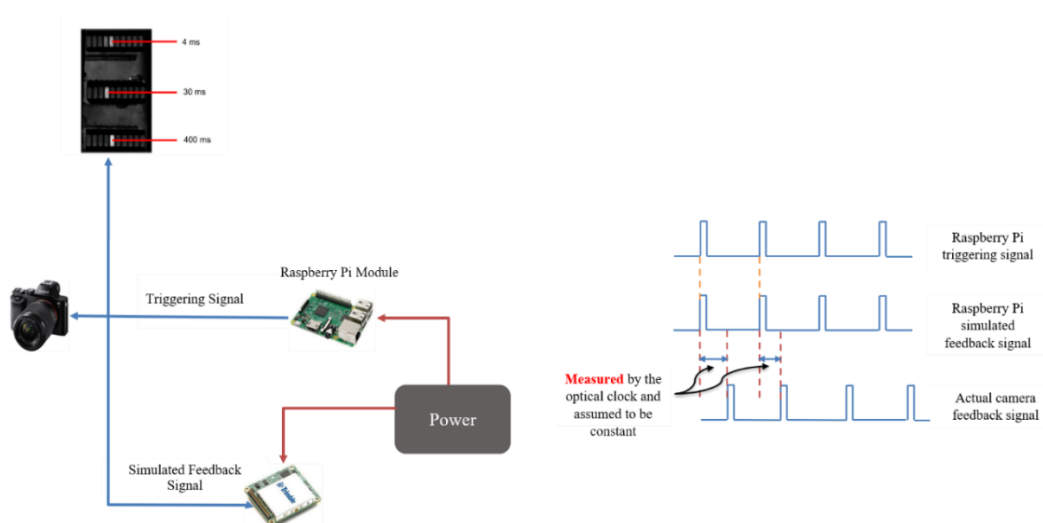 4 ms
30 ms
400 ms
Raspberry Pi Module
Triggering Signal
Power
Simulated Feedback
Signal
Trimble
Raspberry Pi
triggering signal
Raspberry Pi
simulated
feedback signal
Measured by the
optical clock and
assumed to be
constant
Actual camera
feedback signal